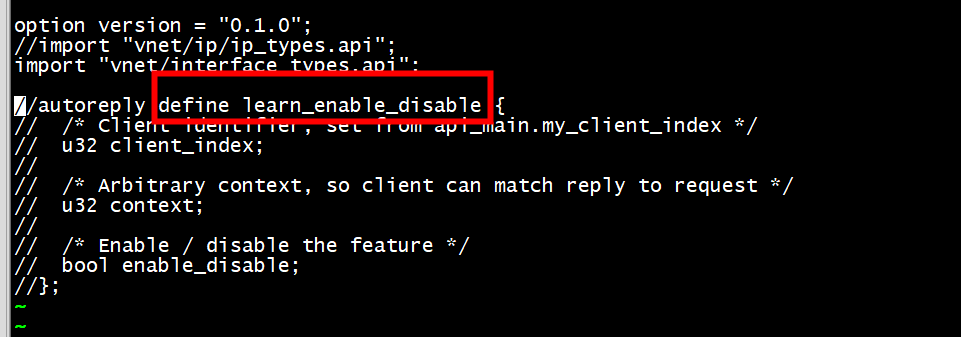 option version = "0.1.0";
//import "vnet/ip/ip_types.api";
import "vnet/interface_types.api";
//autoreply define learn_enable_disable {
//  /* Client identifier, set from api_main.my_client_index */
//  u32 client_index;
//
//  /* Arbitrary context, so client can match reply to request */
//  u32 context;
//
//  /* Enable / disable the feature */
//  bool enable_disable;
//};
~
~